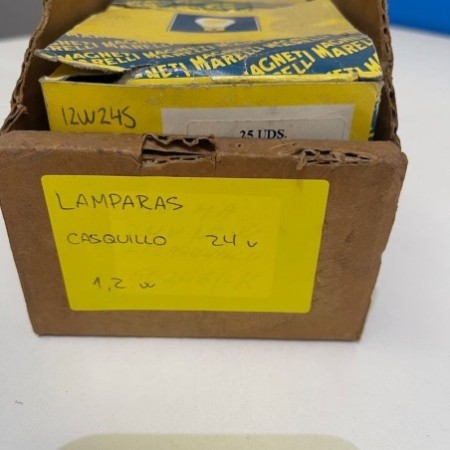 MAGNETI MARELLI
MAGNETI MARELLI
12W24S
25 UDS.
LAMPARAS
CASQUILLO 24 v
1,2 w